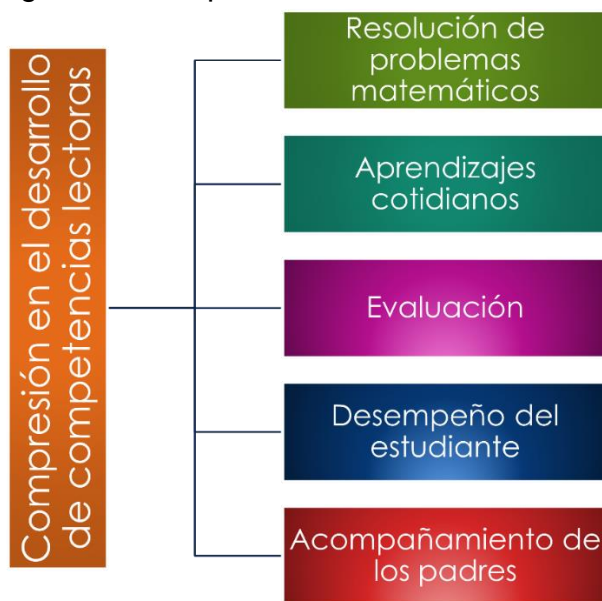 Compresión en el desarrollo
de competencias lectoras
Resolución de
problemas
matemáticos
Aprendizajes
cotidianos
Evaluación
Desempeño del
estudiante
Acompañamiento de
los padres